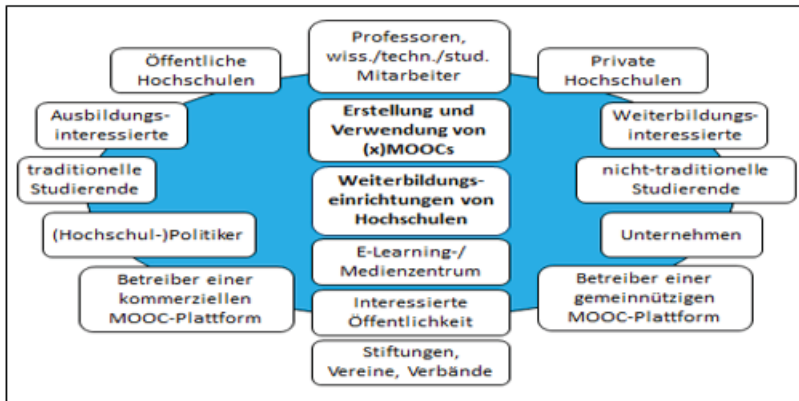 Professoren,
wiss./techn./stud.
Mitarbeiter
Öffentliche
Hochschulen
Private
Hochschulen
Ausbildungs-
interessierte
Erstellung und
Verwendung von
(x)MOOCs
Weiterbildungs-
interessierte
traditionelle
Studierende
Weiterbildungs-
einrichtungen von
Hochschulen
nicht-traditionelle
Studierende
(Hochschul-)Politiker
E-Learning-/
Medienzentrum
Unternehmen
Betreiber einer
kommerziellen
MOOC-Plattform
Interessierte
Öffentlichkeit
Betreiber einer
gemeinnützigen
MOOC-Plattform
Stiftungen,
Vereine, Verbände